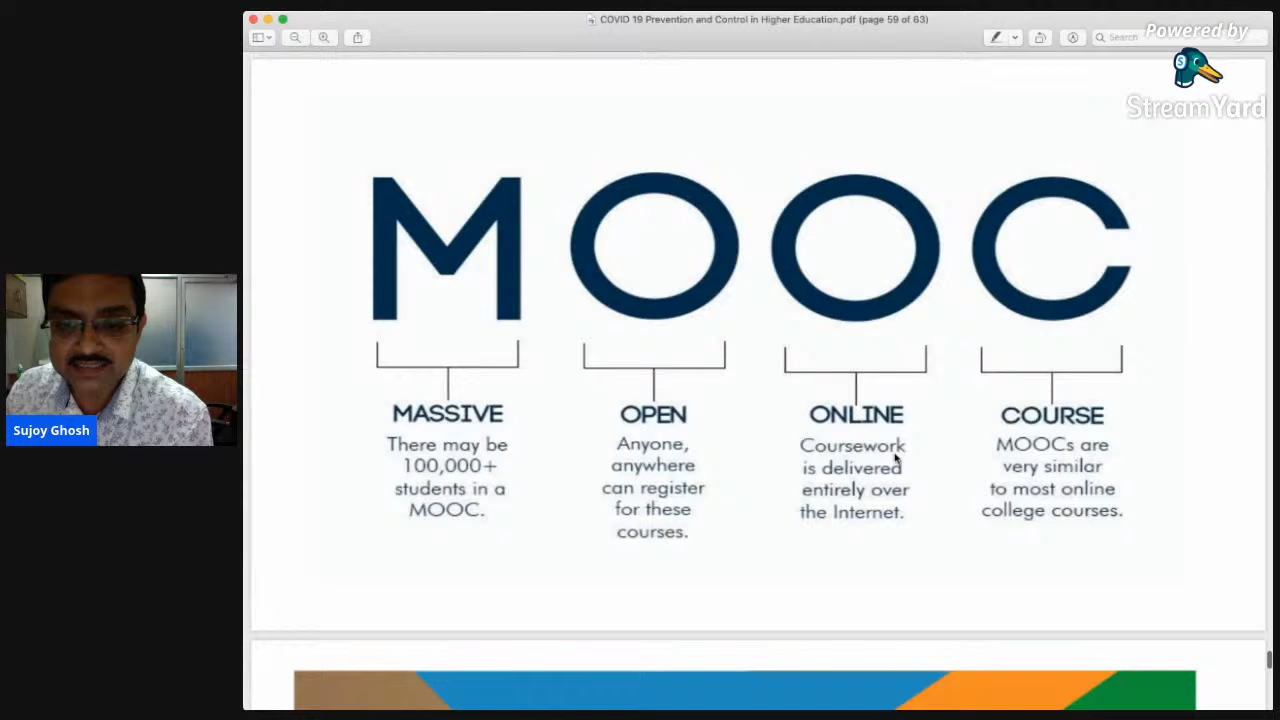 COVID 19 Prevention and Control in Higher Education.pdf (page 59 of 63)
Search
Powered by
S
StreamYard
MOOC
MASSIVE
There may be
100,000+
students in a
MOOC.
OPEN
Anyone,
anywhere
can register
for these
courses.
ONLINE
Coursework
is delivered
entirely over
the Internet.
COURSE
MOOCs are
very similar
to most online
college courses.
Sujoy Ghosh